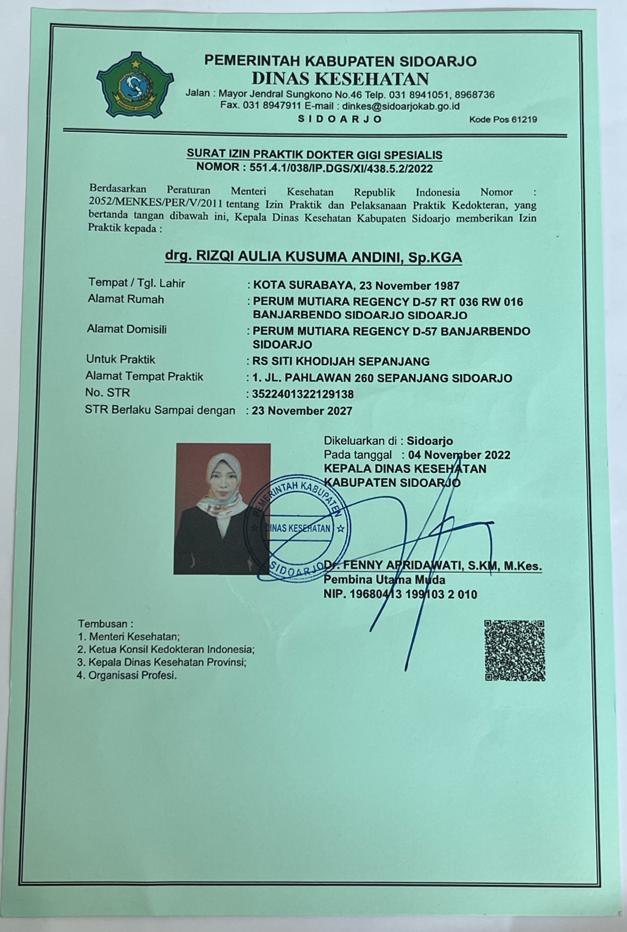 PEMERINTAH KABUPATEN SIDOARJO
DINAS KESEHATAN
Jalan : Mayor Jendral Sungkono No.46 Telp. 031 8941051, 8968736
Fax. 031 8947911 E-mail : dinkes@sidoarjokab.go.id
S I D O A R J O
Kode Pos 61219
SURAT IZIN PRAKTIK DOKTER GIGI SPESIALIS
NOMOR : 551.4.1/038/IP.DGS/XI/438.5.2/2022
Berdasarkan Peraturan Menteri Kesehatan Republik Indonesia Nomor :
2052/MENKES/PER/V/2011 tentang Izin Praktik dan Pelaksanaan Praktik Kedokteran, yang
bertanda tangan dibawah ini, Kepala Dinas Kesehatan Kabupaten Sidoarjo memberikan Izin
Praktik kepada :
drg. RIZQI AULIA KUSUMA ANDINI, Sp.KGA
Tempat / Tgl. Lahir : KOTA SURABAYA, 23 November 1987
Alamat Rumah : PERUM MUTIARA REGENCY D-57 RT 036 RW 016
BANJARBENDO SIDOARJO SIDOARJO
Alamat Domisili : PERUM MUTIARA REGENCY D-57 BANJARBENDO
SIDOARJO
Untuk Praktik : RS SITI KHODIJAH SEPANJANG
Alamat Tempat Praktik : 1. JL. PAHLAWAN 260 SEPANJANG SIDOARJO
No. STR : 3522401322129138
STR Berlaku Sampai dengan : 23 November 2027
Dikeluarkan di : Sidoarjo
Pada tanggal : 04 November 2022
KEPALA DINAS KESEHATAN
KABUPATEN SIDOARJO
PEMERINTAH KABUPATEN
DINAS KESEHATAN
SIDOARJO
Dr. FENNY APRIDAWATI, S.KM, M.Kes.
Pembina Utama Muda
NIP. 19680413 199103 2 010
Tembusan :
1. Menteri Kesehatan;
2. Ketua Konsil Kedokteran Indonesia;
3. Kepala Dinas Kesehatan Provinsi;
4. Organisasi Profesi.